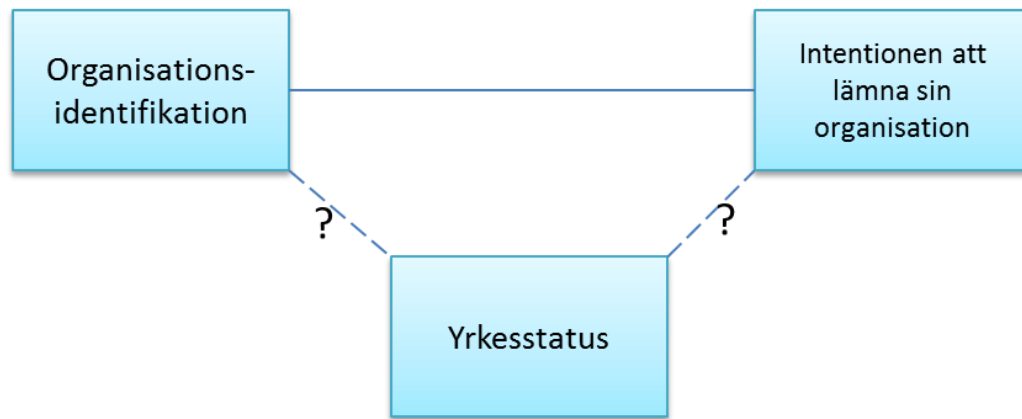 Organisations-
identifikation
Intentionen att
lämna sin
organisation
?
?
Yrkesstatus